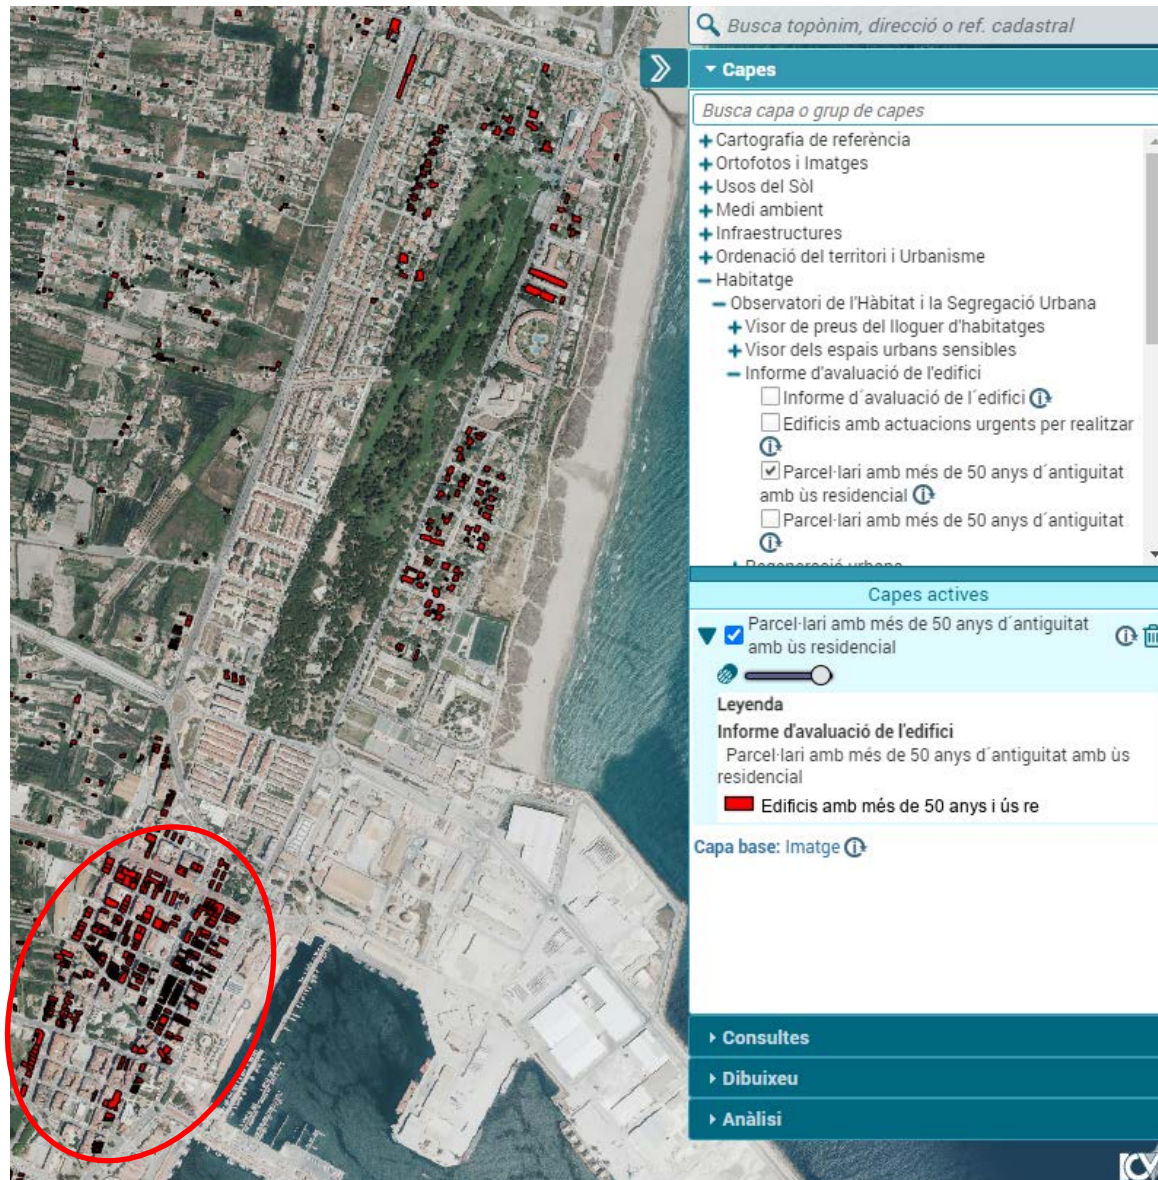 Busca topònim, direcció o ref. cadastral
Capes
Busca capa o grup de capes
Cartografia de referència
Ortofotos i Imatges
Usos del Sòl
Medi ambient
Infraestructures
Ordenació del territori i Urbanisme
Habitatge
Observatori de l'Hàbitat i la Segregació Urbana
Visor de preus del lloguer d'habitatges
Visor dels espais urbans sensibles
Informe d'avaluació de l'edifici
Informe d´avaluació de l´edifici
Edificis amb actuacions urgents per realitzar
Parcel·lari amb més de 50 anys d´antiguitat
amb ùs residencial
Parcel·lari amb més de 50 anys d´antiguitat
Regeneració urbana
Capes actives
Parcel·lari amb més de 50 anys d´antiguitat
amb ùs residencial
Leyenda
Informe d'avaluació de l'edifici
Parcel·lari amb més de 50 anys d´antiguitat amb ùs
residencial
Edificis amb més de 50 anys i ús re
Capa base: Imatge
Consultes
Dibuixeu
Anàlisi
ICV